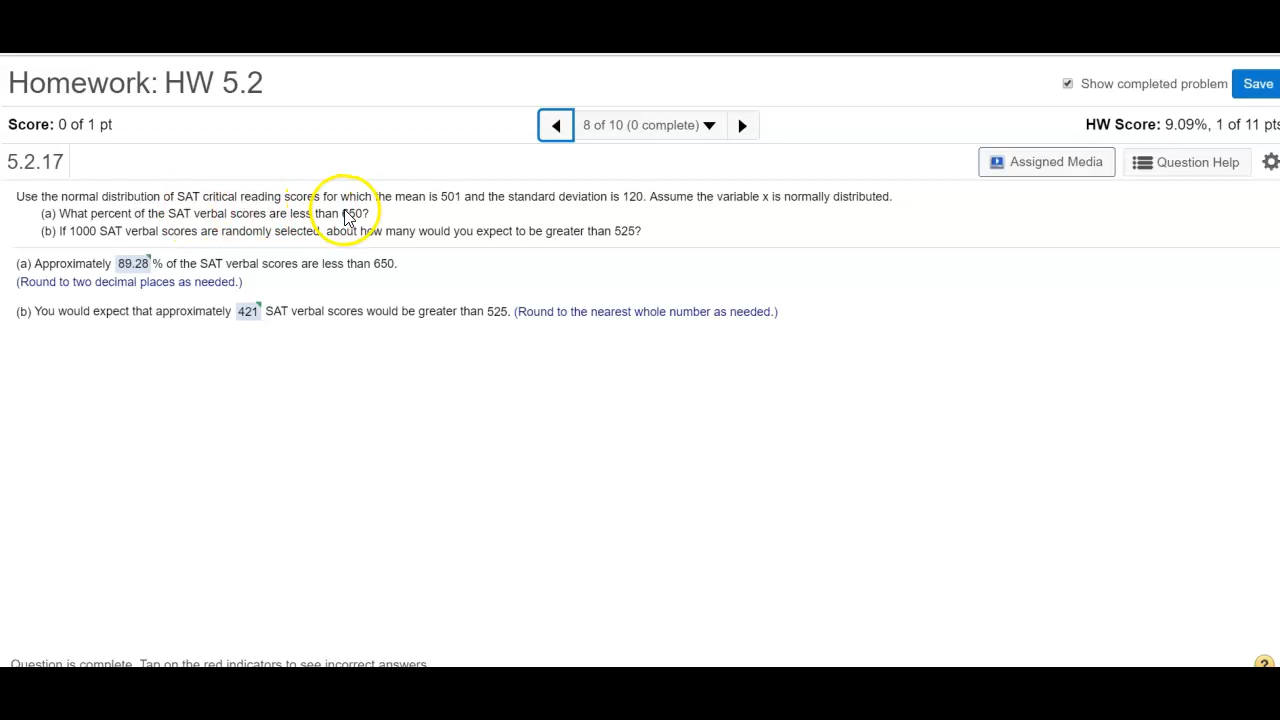 Homework: HW 5.2
Show completed problem
Save
Score: 0 of 1 pt
8 of 10 (0 complete)
HW Score: 9.09%, 1 of 11 pts
5.2.17
Assigned Media
Question Help
Use the normal distribution of SAT critical reading scores for which the mean is 501 and the standard deviation is 120. Assume the variable x is normally distributed.
(a) What percent of the SAT verbal scores are less than 650?
(b) If 1000 SAT verbal scores are randomly selected, about how many would you expect to be greater than 525?
(a) Approximately 89.28 % of the SAT verbal scores are less than 650.
(Round to two decimal places as needed.)
(b) You would expect that approximately 421 SAT verbal scores would be greater than 525. (Round to the nearest whole number as needed.)
Question is complete. Tap on the red indicators to see incorrect answers.
?